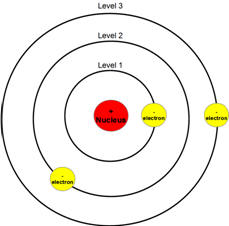 Level 3
Level 2
Level 1
+
Nucleus
-
electron
-
electron
-
electron